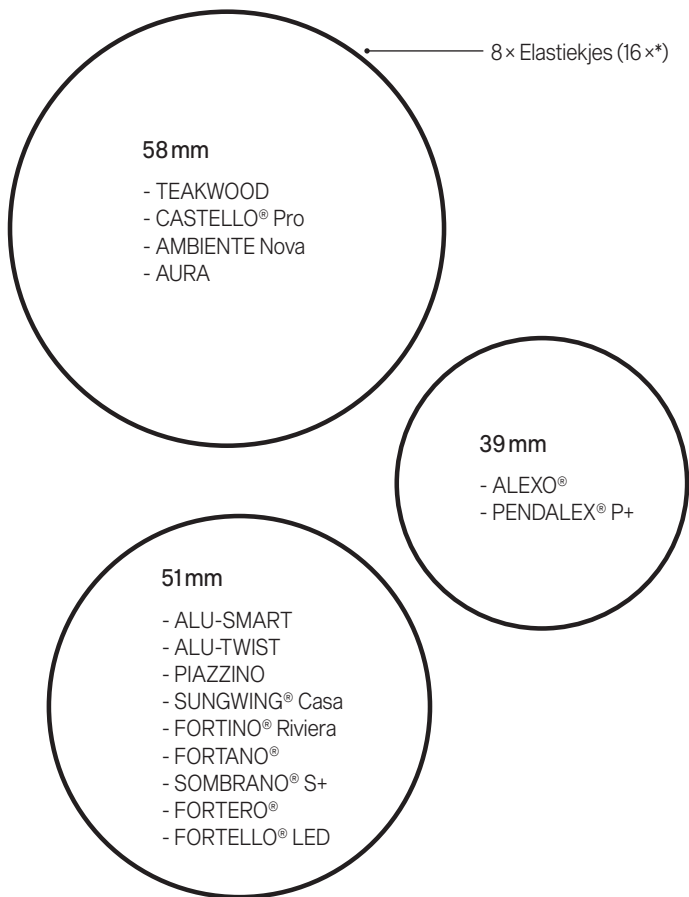 8× Elastiekjes (16×*)
58 mm
- TEAKWOOD
- CASTELLO® Pro
- AMBIENTE Nova
- AURA
39 mm
- ALEXO®
- PENDALEX® P+
51 mm
- ALU-SMART
- ALU-TWIST
- PIAZZINO
- SUNGWING® Casa
- FORTINO® Riviera
- FORTANO®
- SOMBRANO® S+
- FORTERO®
- FORTELLO® LED